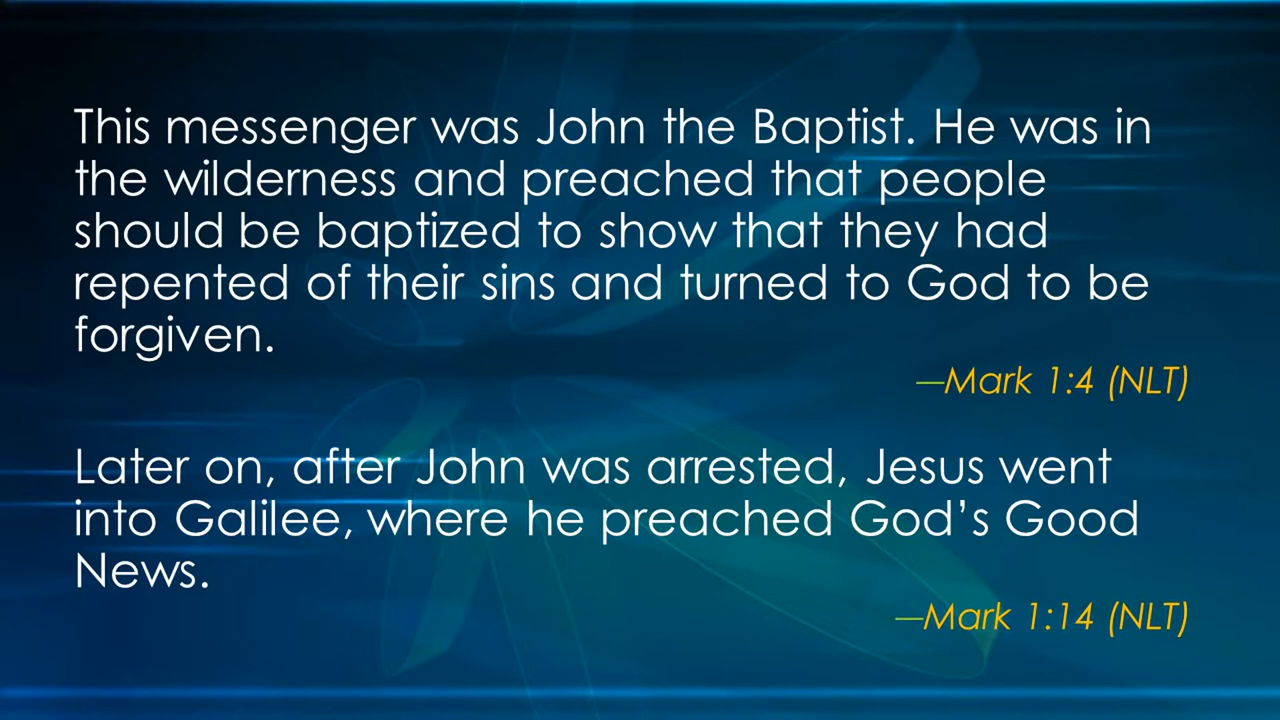 This messenger was John the Baptist. He was in
the wilderness and preached that people
should be baptized to show that they had
repented of their sins and turned to God to be
forgiven.
—Mark 1:4 (NLT)
Later on, after John was arrested, Jesus went
into Galilee, where he preached God’s Good
News.
—Mark 1:14 (NLT)